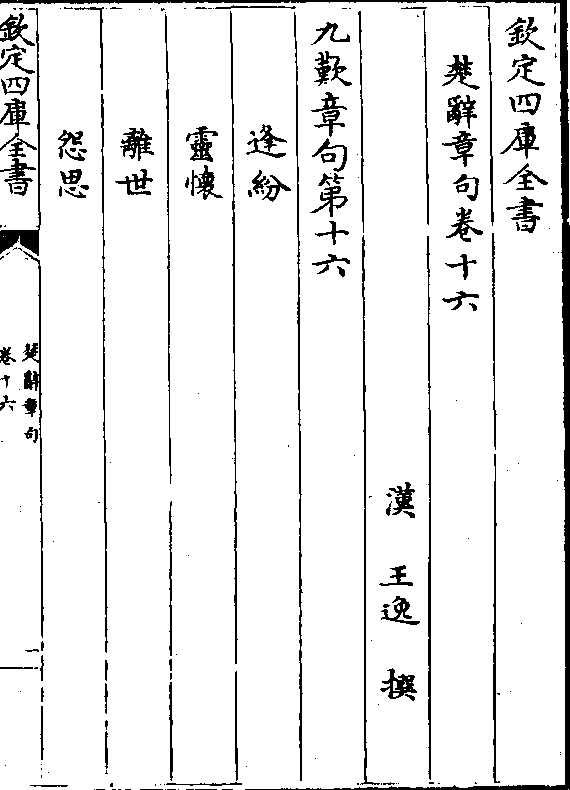 欽定四庫全書
楚辭章句卷十六
漢 王逸 撰
九歎章句第十六
逢紛
靈懷
離世
怨思
欽定四庫全書
楚辭章句
卷十六
一